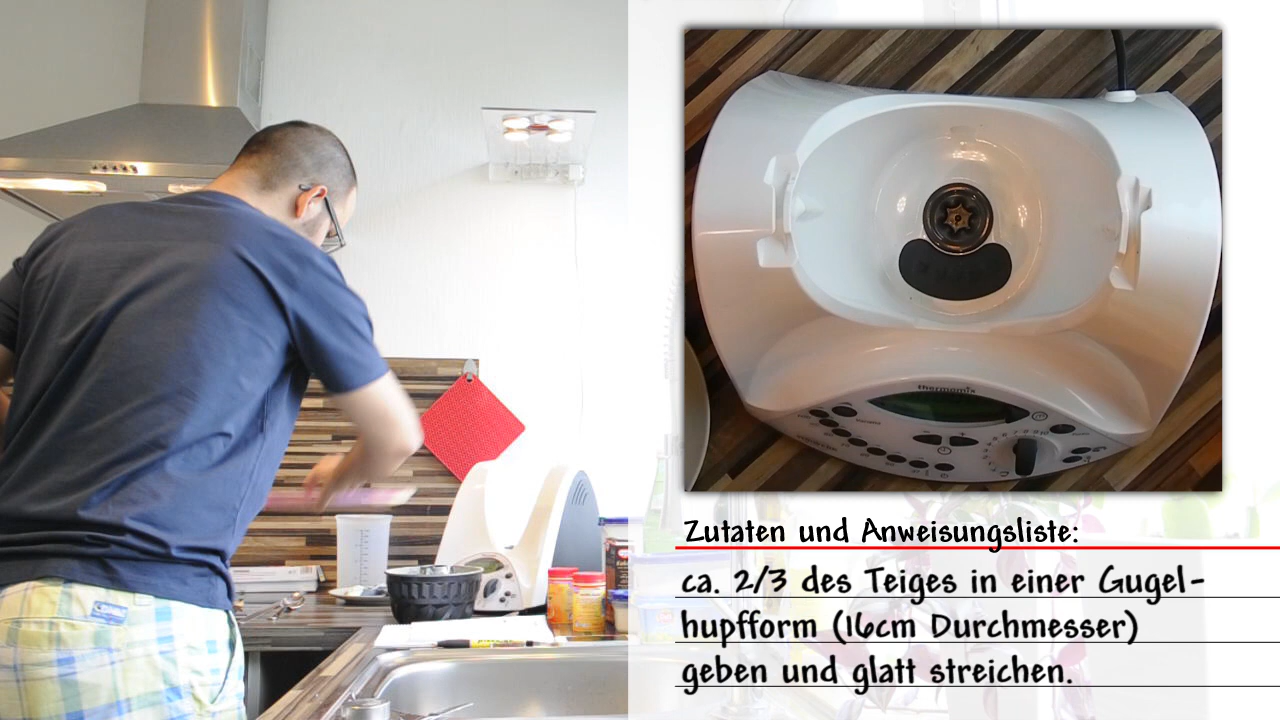 thermomix
Zutaten und Anweisungsliste:
ca. 2/3 des Teiges in einer Gugel-
hupfform (16cm Durchmesser)
geben und glatt streichen.